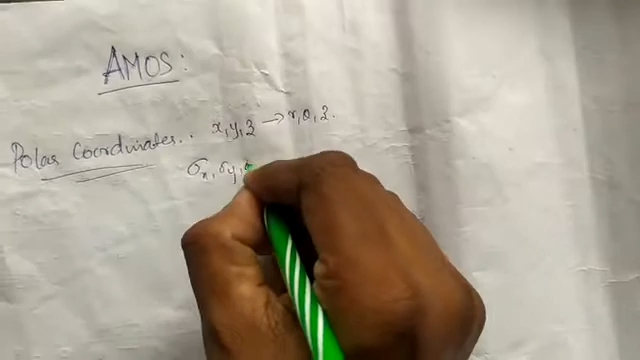 AMOS:
Polar Coordinates.. x,y,z → r,θ,z.
σx, σy, σ